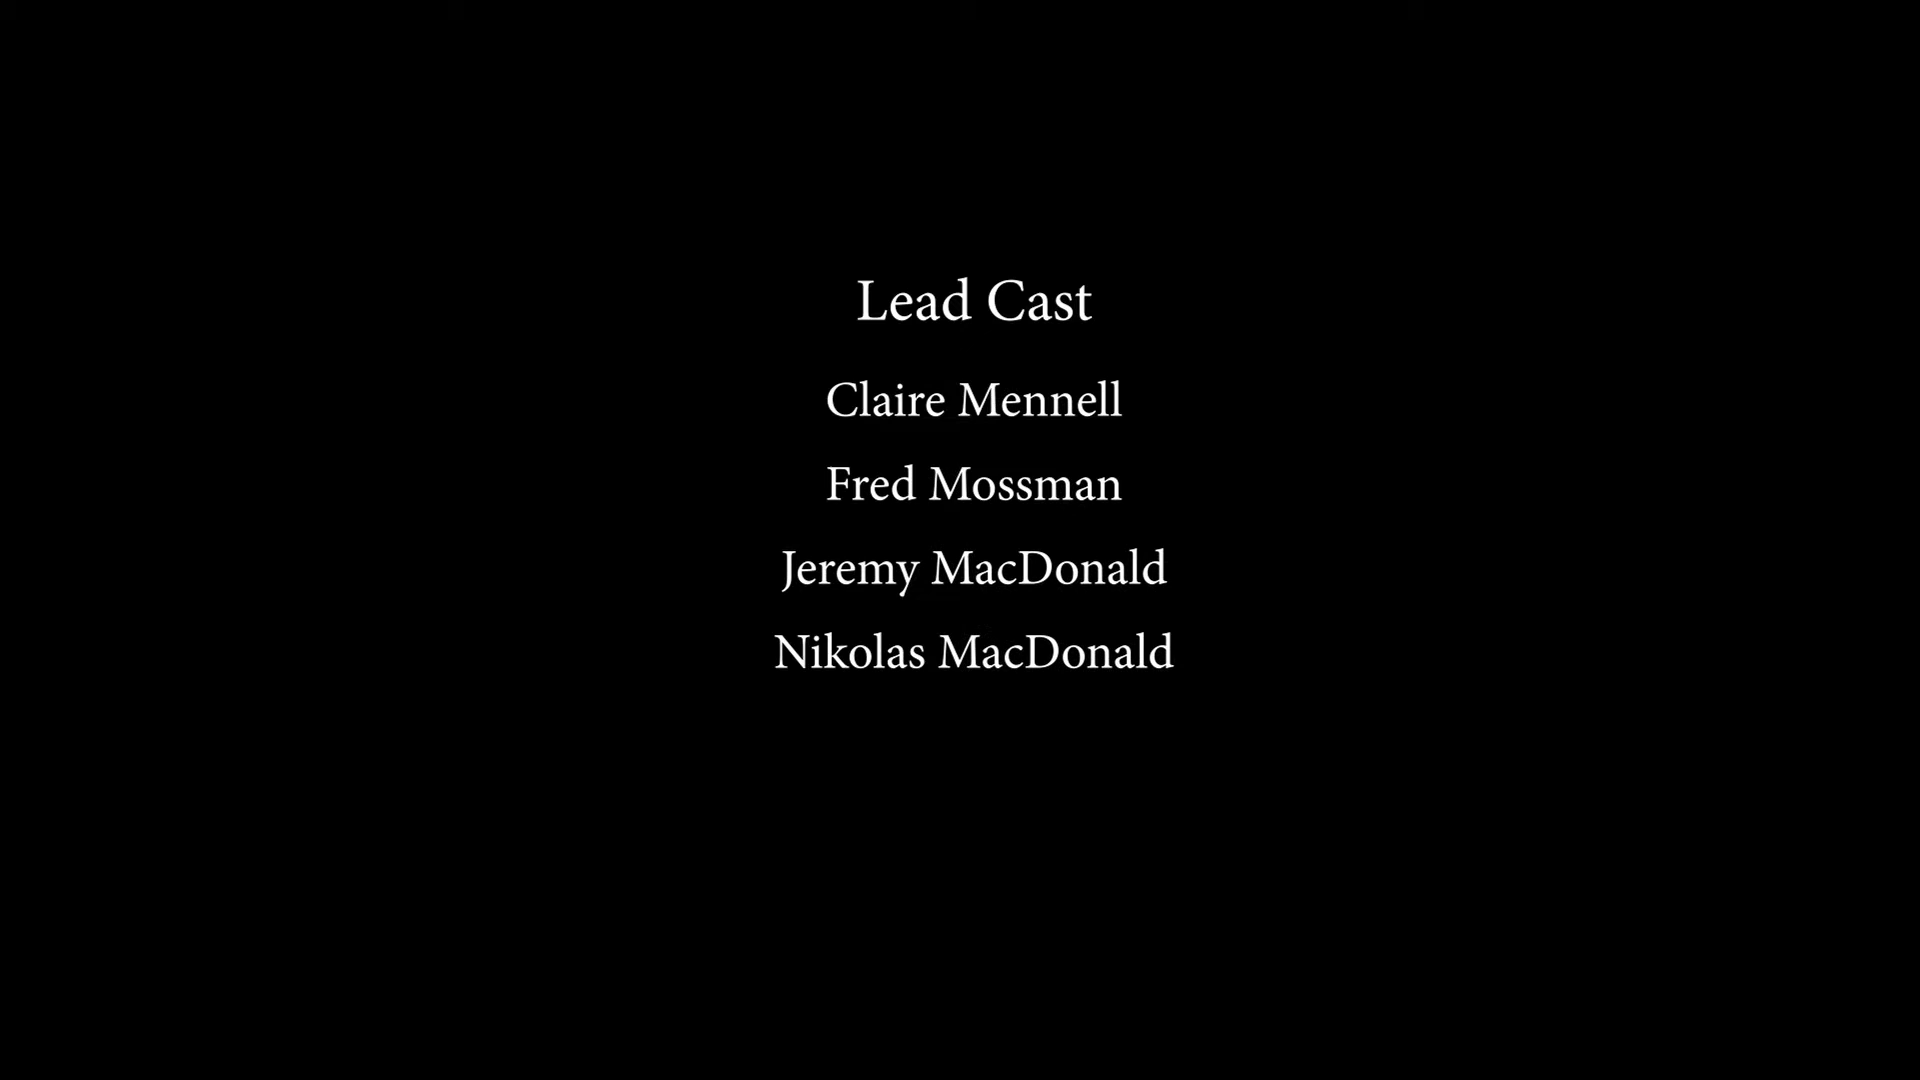 Lead Cast
Claire Mennell
Fred Mossman
Jeremy MacDonald
Nikolas MacDonald